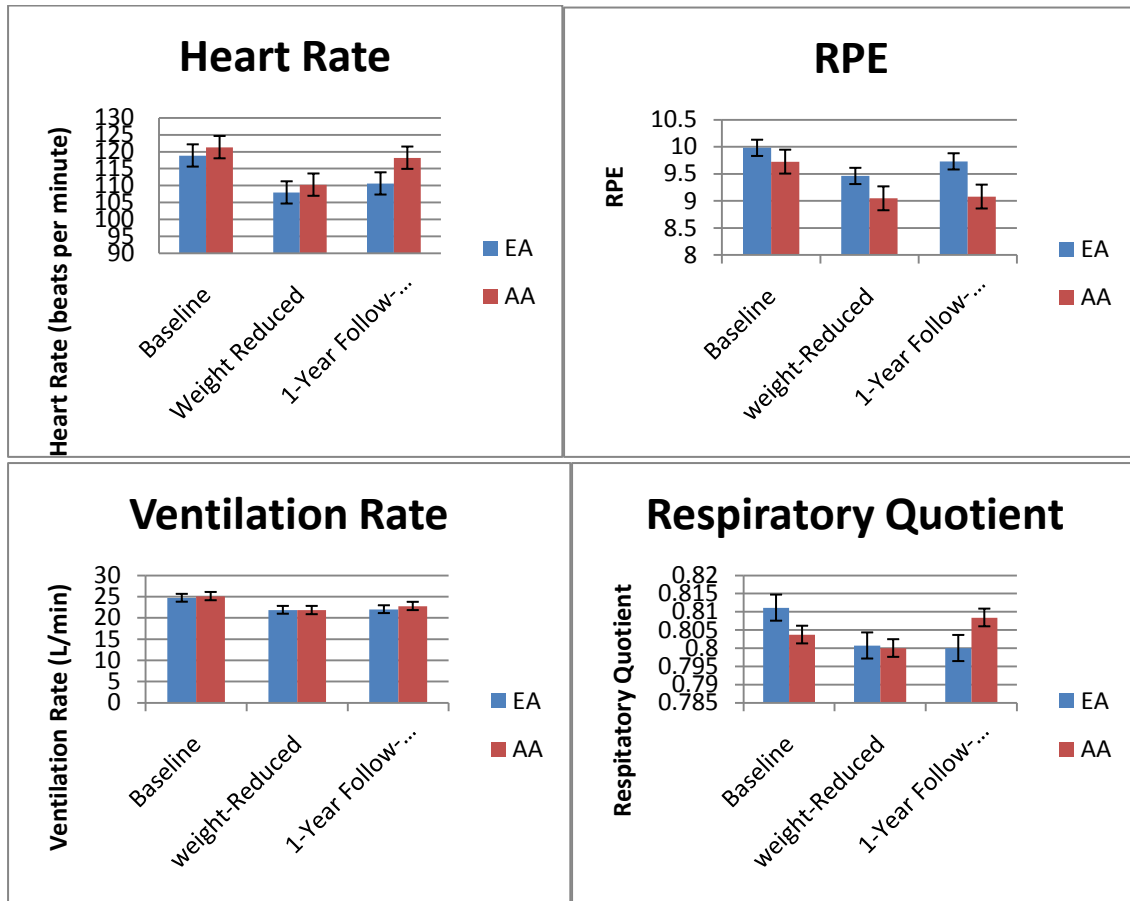 Heart Rate
Heart Rate (beats per minute)
130
125
120
115
110
105
100
95
90
Baseline
Weight Reduced
1-Year Follow-...
EA
AA
RPE
RPE
10.5
10
9.5
9
8.5
8
Baseline
weight-Reduced
1-Year Follow-...
EA
AA
Ventilation Rate
Ventilation Rate (L/min)
30
25
20
15
10
5
0
Baseline
weight-Reduced
1-Year Follow-...
EA
AA
Respiratory Quotient
Respitatory Quotient
0.82
0.815
0.81
0.805
0.8
0.795
0.79
0.785
Baseline
weight-Reduced
1-Year Follow-...
EA
AA